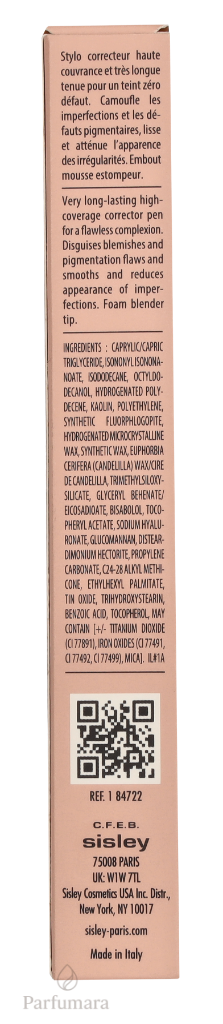 Stylo correcteur haute
couvrance et très longue
tenue pour un teint zéro
défaut. Camoufle les
imperfections et les dé-
fauts pigmentaires, lisse
et atténue l'apparence
des irrégularités. Embout
mousse estompeur.
Very long-lasting high-
coverage corrector pen
for a flawless complexion.
Disguises blemishes and
pigmentation flaws and
smooths and reduces
appearance of imper-
fections. Foam blender
tip.
INGREDIENTS : CAPRYLIC/CAPRIC
TRIGLYCERIDE, ISONONYL ISONONA-
NOATE, ISODODECANE, OCTYLDO-
DECANOL, HYDROGENATED POLY-
DECENE, KAOLIN, POLYETHYLENE,
SYNTHETIC FLUORPHLOGOPITE,
HYDROGENATED MICROCRYSTALLINE
WAX, SYNTHETIC WAX, EUPHORBIA
CERIFERA (CANDELILLA) WAX/CIRE
DE CANDELILLA, TRIMETHYLSILOXY-
SILICATE, GLYCERYL BEHENATE/
EICOSADIOATE, BISABOLOL, TOCO-
PHERYL ACETATE, SODIUM HYALU-
RONATE, GLUCOMANNAN, DISTEAR-
DIMONIUM HECTORITE, PROPYLENE
CARBONATE, C24-28 ALKYL METHI-
CONE, ETHYLHEXYL PALMITATE,
TIN OXIDE, TRIHYDROXYSTEARIN,
BENZOIC ACID, TOCOPHEROL, MAY
CONTAIN [+/- TITANIUM DIOXIDE
(CI 77891), IRON OXIDES (CI 77491,
CI 77492, CI 77499), MICA]. IL#1A
REF. 1 84722
C.F.E.B.
sisley
75008 PARIS
UK: W1W 7TL
Sisley Cosmetics USA Inc. Distr.,
New York, NY 10017
sisley-paris.com
Made in Italy
Parfumara